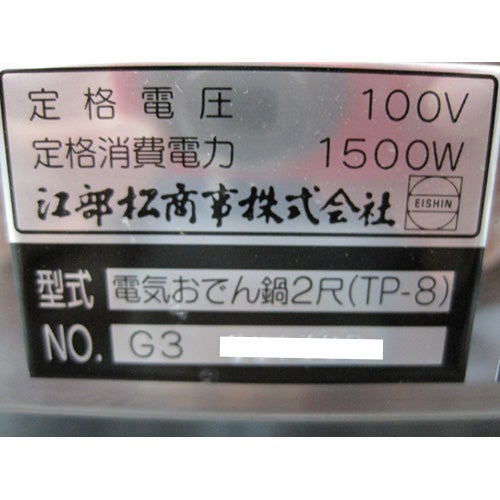 定格電圧 100V
定格消費電力 1500W
江部松商事株式会社 EISHIN
型式 電気おでん鍋2尺(TP-8)
NO. G3